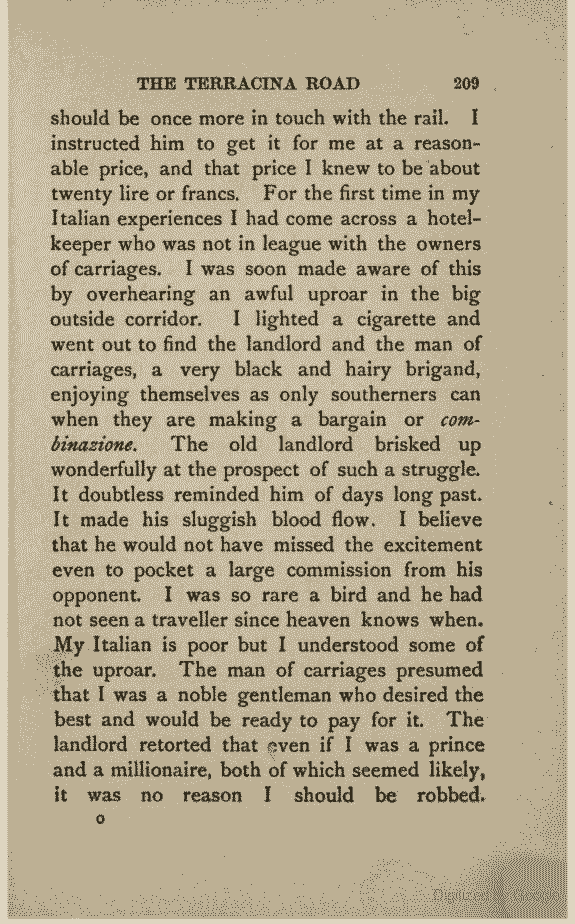 THE TERRACINA ROAD 209
should be once more in touch with the rail. I
instructed him to get it for me at a reason-
able price, and that price I knew to be about
twenty lire or francs. For the first time in my
Italian experiences I had come across a hotel-
keeper who was not in league with the owners
of carriages. I was soon made aware of this
by overhearing an awful uproar in the big
outside corridor. I lighted a cigarette and
went out to find the landlord and the man of
carriages, a very black and hairy brigand,
enjoying themselves as only southerners can
when they are making a bargain or com-
binazione. The old landlord brisked up
wonderfully at the prospect of such a struggle.
It doubtless reminded him of days long past.
It made his sluggish blood flow. I believe
that he would not have missed the excitement
even to pocket a large commission from his
opponent. I was so rare a bird and he had
not seen a traveller since heaven knows when.
My Italian is poor but I understood some of
the uproar. The man of carriages presumed
that I was a noble gentleman who desired the
best and would be ready to pay for it. The
landlord retorted that even if I was a prince
and a millionaire, both of which seemed likely,
it was no reason I should be robbed.
o
Digitized by Google